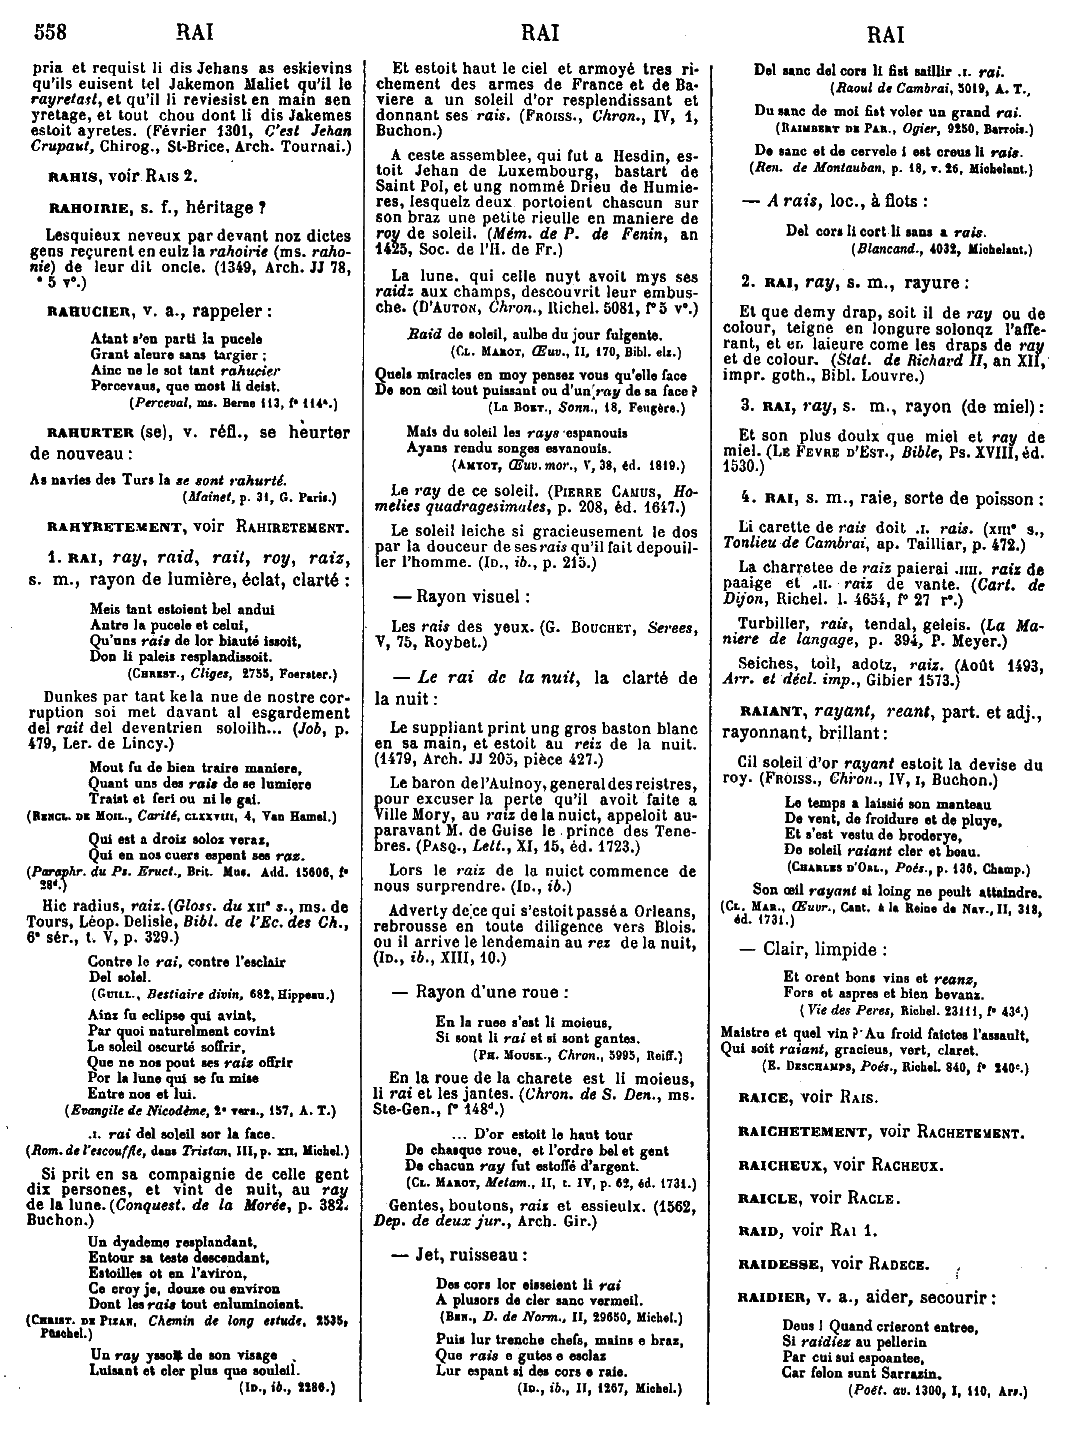 558 RAI RAI RAI
pria et requist li dis Jehans as eskievins
qu'ils euisent tel Jakemon Maliet qu'il le
rayretast, et qu'il li reviesist en main sen
yretage, et tout chou dont li dis Jakemes
estoit ayretes. (Février 1301, C'est Jehan
Crupaut, Chirog., St-Brice, Arch. Tournai.)
RAHIS, voir RAIS 2.
RAHOIRIE, s. f., héritage ?
Lesquieux neveux par devant noz dictes
gens reçurent en eulz la rahoirie (ms. raho-
nie) de leur dit oncle. (1349, Arch. JJ 78,
f° 5 v°.)
RAHUCIER, v. a., rappeler :
Atant s'en parti la pucele
Grant aleure sans targier ;
Ainc ne le sot tant rahucier
Percevaus, que most li deist.
(Perceval, ms. Berne 113, f° 114ᵃ.)
RAHURTER (se), v. réfl., se heurter
de nouveau :
As navies des Turs la se sont rahurté.
(Mainet, p. 31, G. Paris.)
RAHYRETEMENT, voir RAHIRETEMENT.
1. RAI, ray, raid, rait, roy, raiz,
s. m., rayon de lumière, éclat, clarté :
Meis tant estoient bel andui
Antre la pucele et celui,
Qu'uns rais de lor biauté issoit,
Don li paleis resplandissoit.
(CHREST., Cliges, 2755, Foerster.)
Dunkes par tant ke la nue de nostre cor-
ruption soi met davant al esgardement
del rait del deventrien soloilh... (Job, p.
479, Ler. de Lincy.)
Mout fu de bien traire maniere,
Quant uns des rais de se lumiere
Traist et feri ou ni le gai.
(RENCL. DE MOIL., Carité, CLXXVIII, 4, Van Hamel.)
Qui est a droiz soloz veraz,
Qui en nos cuers espent ses raz.
(Paraphr. du Ps. Eruct., Brit. Mus. Add. 15606, f°
28ᵈ.)
Hic radius, raiz. (Gloss. du XIIᵉ s., ms. de
Tours, Léop. Delisle, Bibl. de l'Ec. des Ch.,
6ᵉ sér., t. V, p. 329.)
Contre le rai, contre l'esclair
Del solel.
(GUILL., Bestiaire divin, 682, Hippeau.)
Ainz fu eclipse qui avint,
Par quoi naturelment covint
Le soleil oscurté soffrir,
Que ne nos pout ses raiz offrir
Por la lune qui se fu mise
Entre nos et lui.
(Evangile de Nicodème, 2ᵉ vers., 157, A. T.)
.I. rai del soleil sor la face.
(Rom. de l'escouffle, dans Tristan, III, p. XII, Michel.)
Si prit en sa compaignie de celle gent
dix persones, et vint de nuit, au ray
de la lune. (Conquest. de la Morée, p. 382.
Buchon.)
Un dyademe resplandant,
Entour sa teste descendant,
Estoilles ot en l'aviron,
Ce croy je, douze ou environ
Dont les rais tout enluminoient.
(CHRIST. DE PIZAN, Chemin de long estude, 2535,
Püschel.)
Un ray yssoit de son visage
Luisant et cler plus que souleil.
(ID., ib., 2286.)
Et estoit haut le ciel et armoyé tres ri-
chement des armes de France et de Ba-
viere a un soleil d'or resplendissant et
donnant ses rais. (FROISS., Chron., IV, 1,
Buchon.)
A ceste assemblee, qui fut a Hesdin, es-
toit Jehan de Luxembourg, bastart de
Saint Pol, et ung nommé Drieu de Humie-
res, lesquelz deux portoient chascun sur
son braz une petite rieulle en maniere de
roy de soleil. (Mém. de P. de Fenin, an
1425, Soc. de l'H. de Fr.)
La lune. qui celle nuyt avoit mys ses
raidz aux champs, descouvrit leur embus-
che. (D'AUTON, Chron., Richel. 5081, f° 5 v°.)
Raid de soleil, aulbe du jour fulgente.
(CL. MAROT, Œuv., II, 170, Bibl. elz.)
Quels miracles en moy pensez vous qu'elle face
De son œil tout puissant ou d'un ray de sa face ?
(LA BOET., Sonn., 18, Feugère.)
Mais du soleil les rays espanouis
Ayans rendu songes esvanouis.
(AMYOT, Œuv. mor., V, 38, éd. 1819.)
Le ray de ce soleil. (PIERRE CAMUS, Ho-
melies quadragesimales, p. 208, éd. 1647.)
Le soleil leiche si gracieusement le dos
par la douceur de ses rais qu'il fait depouil-
ler l'homme. (ID., ib., p. 215.)
— Rayon visuel :
Les rais des yeux. (G. BOUCHET, Serees,
V, 75, Roybet.)
— Le rai de la nuit, la clarté de
la nuit :
Le suppliant print ung gros baston blanc
en sa main, et estoit au reiz de la nuit.
(1479, Arch. JJ 205, pièce 427.)
Le baron de l'Aulnoy, general des reistres,
pour excuser la perte qu'il avoit faite a
Ville Mory, au raiz de la nuict, appeloit au-
paravant M. de Guise le prince des Tene-
bres. (PASQ., Lett., XI, 15, éd. 1723.)
Lors le raiz de la nuict commence de
nous surprendre. (ID., ib.)
Adverty de ce qui s'estoit passé a Orleans,
rebrousse en toute diligence vers Blois.
ou il arrive le lendemain au rez de la nuit,
(ID., ib., XIII, 10.)
— Rayon d'une roue :
En la ruee s'est li moieus,
Si sont li rai et si sont gantes.
(PH. MOUSK., Chron., 5995, Reiff.)
En la roue de la charete est li moieus,
li rai et les jantes. (Chron. de S. Den., ms.
Ste-Gen., f° 148ᵈ.)
... D'or estoit le haut tour
De chasque roue, et l'ordre bel et gent
De chacun ray fut estoffé d'argent.
(CL. MAROT, Metam., II, t. IV, p. 62, éd. 1731.)
Gentes, boutons, raiz et essieulx. (1562,
Dep. de deux jur., Arch. Gir.)
— Jet, ruisseau :
Des cors lor eisseient li rai
A plusors de cler sanc vermeil.
(BEN., D. de Norm., II, 29650, Michel.)
Puis lur trenche chefs, mains e braz,
Que rais e gutes e esclaz
Lur espant si des cors e raie.
(ID., ib., II, 1267, Michel.)
Del sanc del cors li fist saillir .I. rai.
(Raoul de Cambrai, 3019, A. T.,
Du sanc de moi fist voler un grand rai.
(RAIMBERT DE PAR., Ogier, 9250, Barrois.)
De sanc et de cervele i est creus li rais.
(Ren. de Montauban, p. 18, v. 26, Michelant.)
— A rais, loc., à flots :
Del cors li cort li sans a rais.
(Blancand., 4032, Michelant.)
2. RAI, ray, s. m., rayure :
Et que demy drap, soit il de ray ou de
colour, teigne en longure solonqz l'affe-
rant, et en laieure come les draps de ray
et de colour. (Stat. de Richard II, an XII,
impr. goth., Bibl. Louvre.)
3. RAI, ray, s. m., rayon (de miel) :
Et son plus doulx que miel et ray de
miel. (LE FEVRE D'EST., Bible, Ps. XVIII, éd.
1530.)
4. RAI, s. m., raie, sorte de poisson :
Li carette de rais doit .I. rais. (XIIIᵉ s.,
Tonlieu de Cambrai, ap. Tailliar, p. 472.)
La charretee de raiz paierai .IIII. raiz de
paaige et .II. raiz de vante. (Cart. de
Dijon, Richel. l. 4654, f° 27 r°.)
Turbiller, rais, tendal, geleis. (La Ma-
niere de langage, p. 394, P. Meyer.)
Seiches, toil, adotz, raiz. (Août 1493,
Arr. et décl. imp., Gibier 1573.)
RAIANT, rayant, reant, part. et adj.,
rayonnant, brillant :
Cil soleil d'or rayant estoit la devise du
roy. (FROISS., Chron., IV, I, Buchon.)
Le temps a laissié son manteau
De vent, de froidure et de pluye,
Et s'est vestu de broderye,
De soleil raiant cler et beau.
(CHARLES D'ORL., Poés., p. 136, Champ.)
Son œil rayant si loing ne peult attaindre.
(CL. MAR., Œuvr., Cant. à la Reine de Nav., II, 318,
éd. 1731.)
— Clair, limpide :
Et orent bons vins et reanz,
Fors et aspres et bien bevanz.
(Vie des Peres, Richel. 23111, f° 43ᵈ.)
Maistre et quel vin ? Au froid faictes l'assault,
Qui soit raiant, gracieus, vert, claret.
(E. DESCHAMPS, Poés., Richel. 840, f° 240ᶜ.)
RAICE, voir RAIS.
RAICHETEMENT, voir RACHETEMENT.
RAICHEUX, voir RACHEUX.
RAICLE, voir RACLE.
RAID, voir RAI 1.
RAIDESSE, voir RADECE.
RAIDIER, v. a., aider, secourir :
Deus ! Quand crieront entree,
Si raidiez au pellerin
Par cui sui espoantee,
Car felon sunt Sarrazin.
(Poët. av. 1300, I, 110, Ars.)